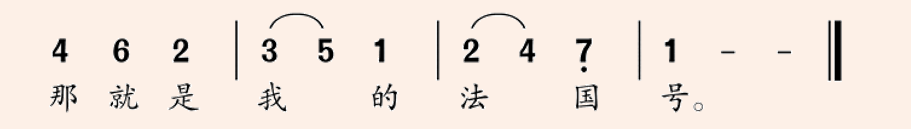 4 6 2 | 3 5 1 | 2 4 7̣ | 1 – – ‖
那 就 是 我 的 法 国 号。